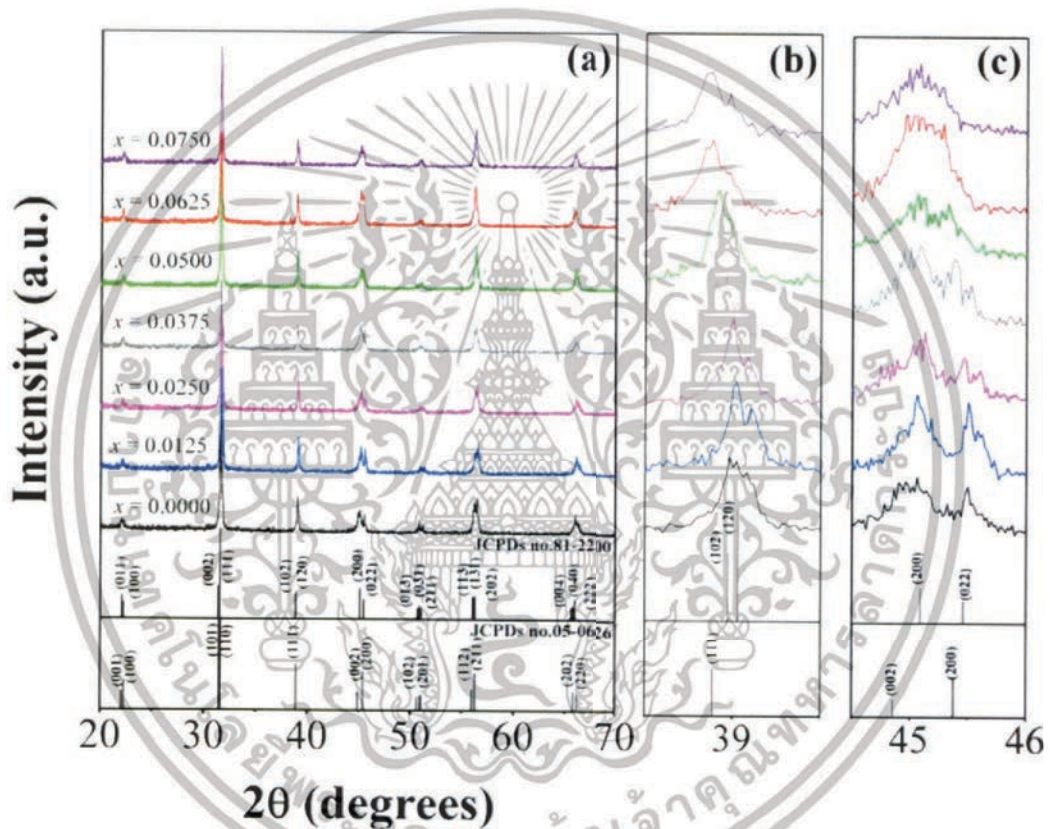 (a)
(b)
(c)
Intensity (a.u.)
x = 0.0750
x = 0.0625
x = 0.0500
x = 0.0375
x = 0.0250
x = 0.0125
x = 0.0000
JCPDs no.81-2200
(011)
(100)
(002)
(111)
(102)
(120)
(200)
(022)
(013)
(031)
(211)
(113)
(131)
(202)
(004)
(040)
(222)
(102)
(120)
(200)
(022)
JCPDs no.05-0626
(001)
(100)
(101)
(110)
(111)
(002)
(200)
(102)
(201)
(112)
(211)
(202)
(220)
(111)
(002)
(200)
20 30 40 50 60 70
39
45 46
2θ (degrees)